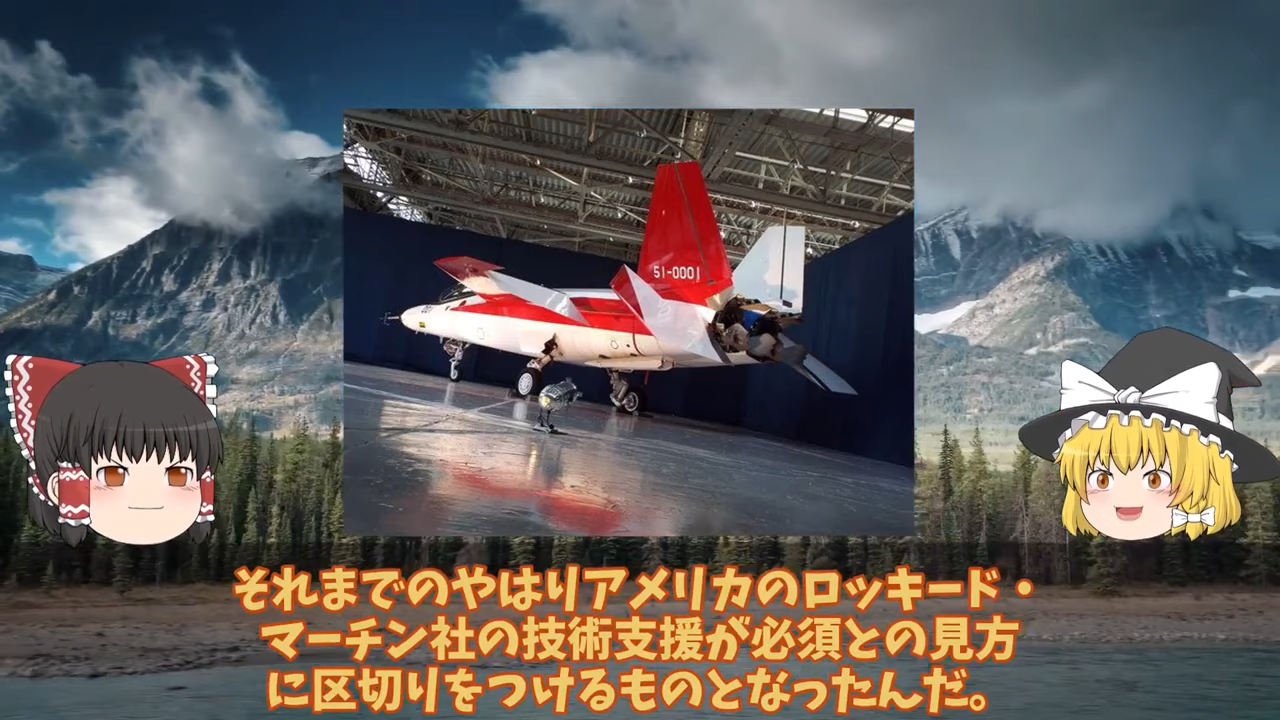 51-0001
それまでのやはりアメリカのロッキード・
マーチン社の技術支援が必須との見方
に区切りをつけるものとなったんだ。